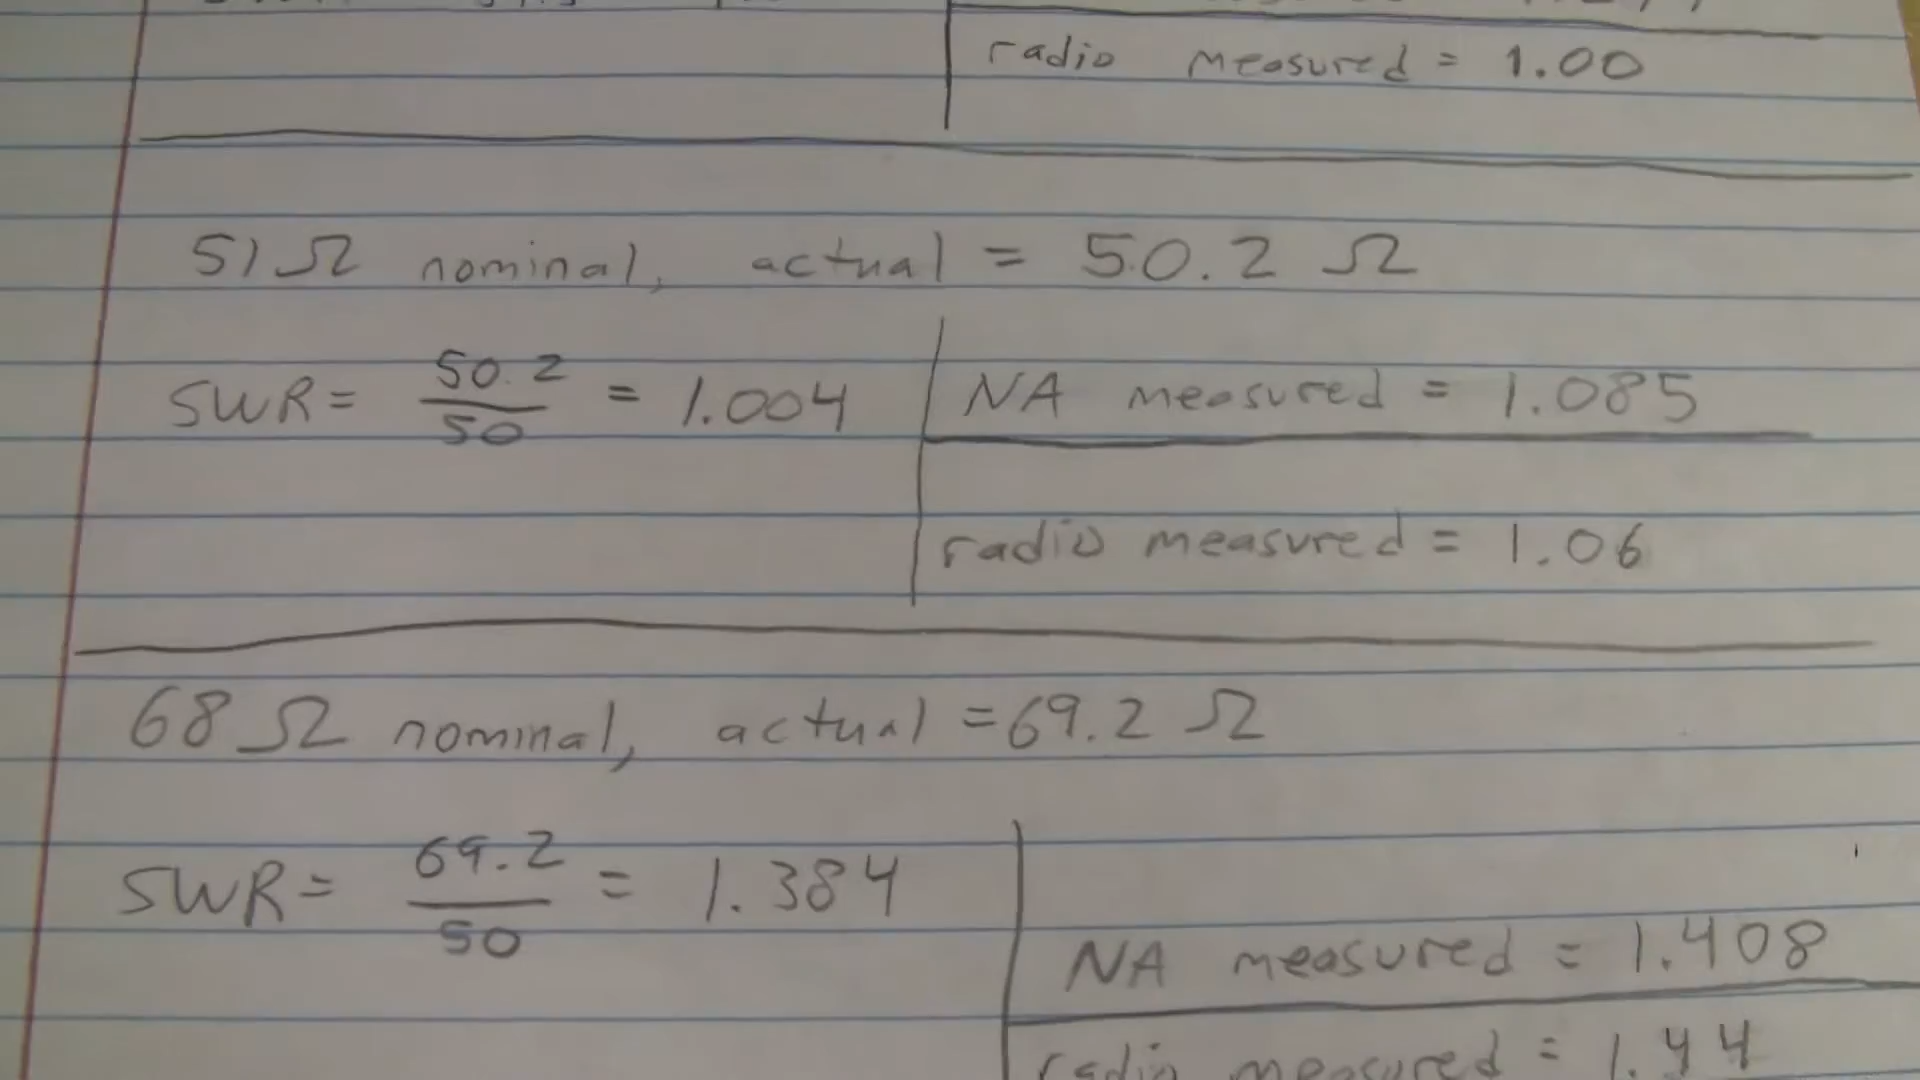 radio measured = 1.00
51 Ω nominal, actual = 50.2 Ω
SWR = 50.2/50 = 1.004
NA measured = 1.085
radio measured = 1.06
68 Ω nominal, actual = 69.2 Ω
SWR = 69.2/50 = 1.384
NA measured = 1.408
radio measured = 1.44